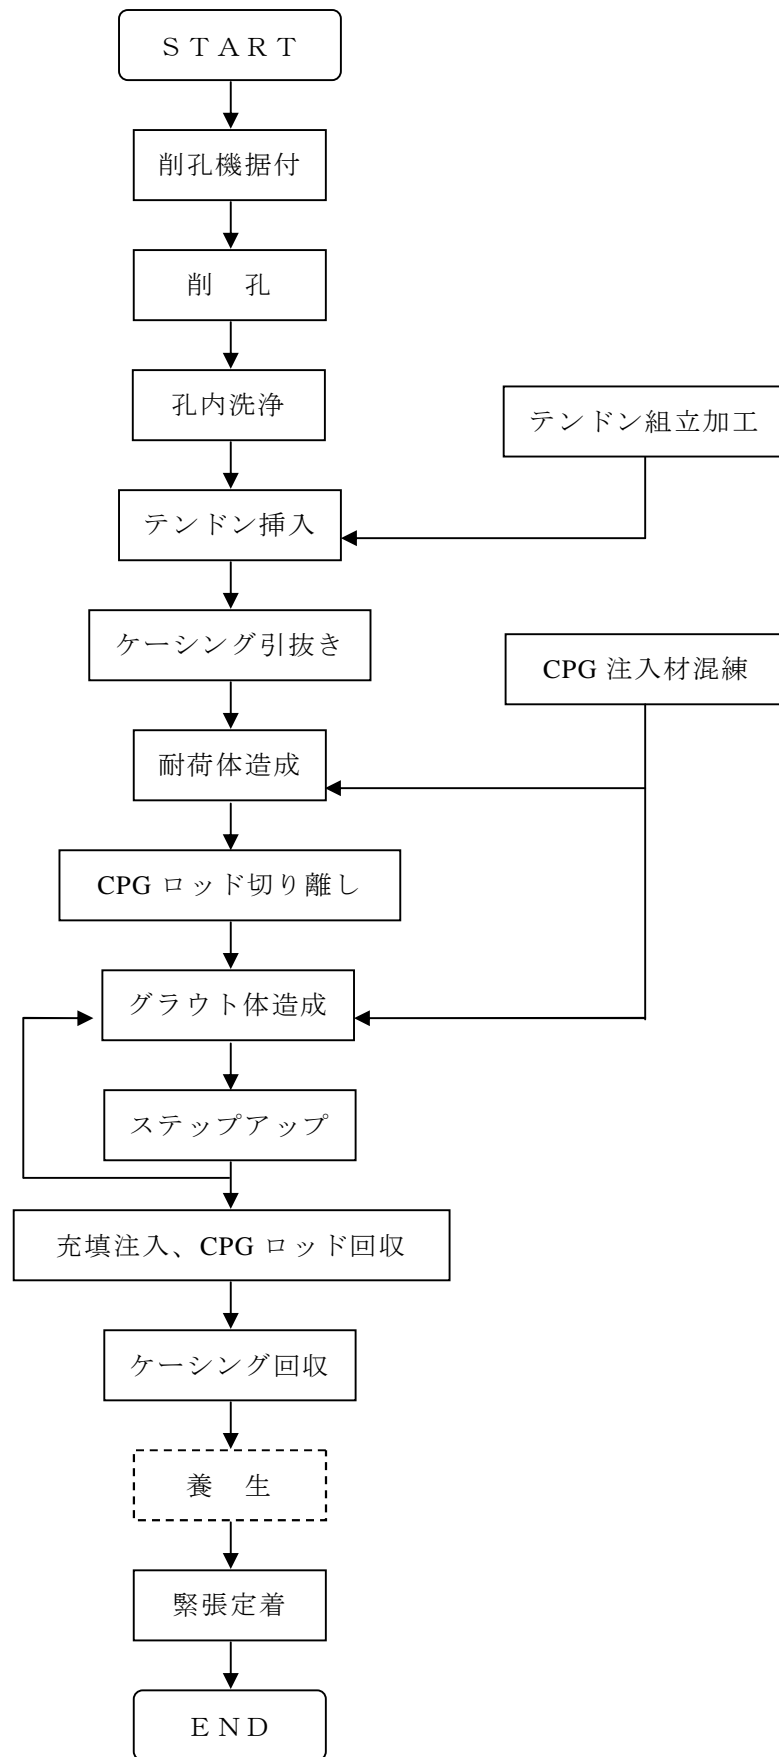 ＳＴＡＲＴ
削孔機据付
削　孔
孔内洗浄
テンドン組立加工
テンドン挿入
ケーシング引抜き
CPG 注入材混練
耐荷体造成
CPG ロッド切り離し
グラウト体造成
ステップアップ
充填注入、CPG ロッド回収
ケーシング回収
養　生
緊張定着
ＥＮＤ